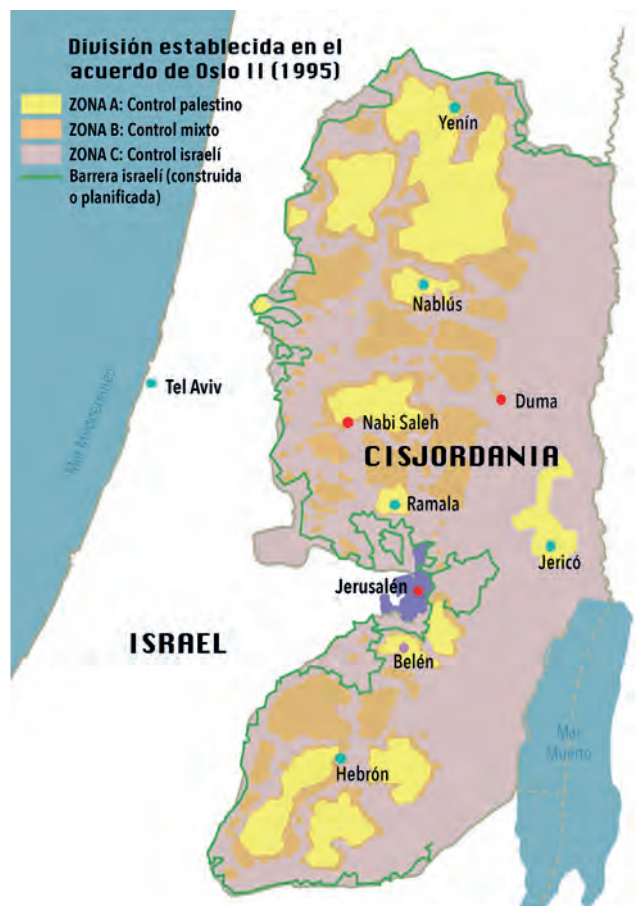 División establecida en el
acuerdo de Oslo II (1995)
ZONA A: Control palestino
ZONA B: Control mixto
ZONA C: Control israelí
Barrera israelí (construida
o planificada)
Yenín
Nablús
Mar Mediterráneo
Tel Aviv
Duma
Nabi Saleh
CISJORDANIA
Ramala
Jericó
Jerusalén
ISRAEL
Belén
Mar
Muerto
Hebrón